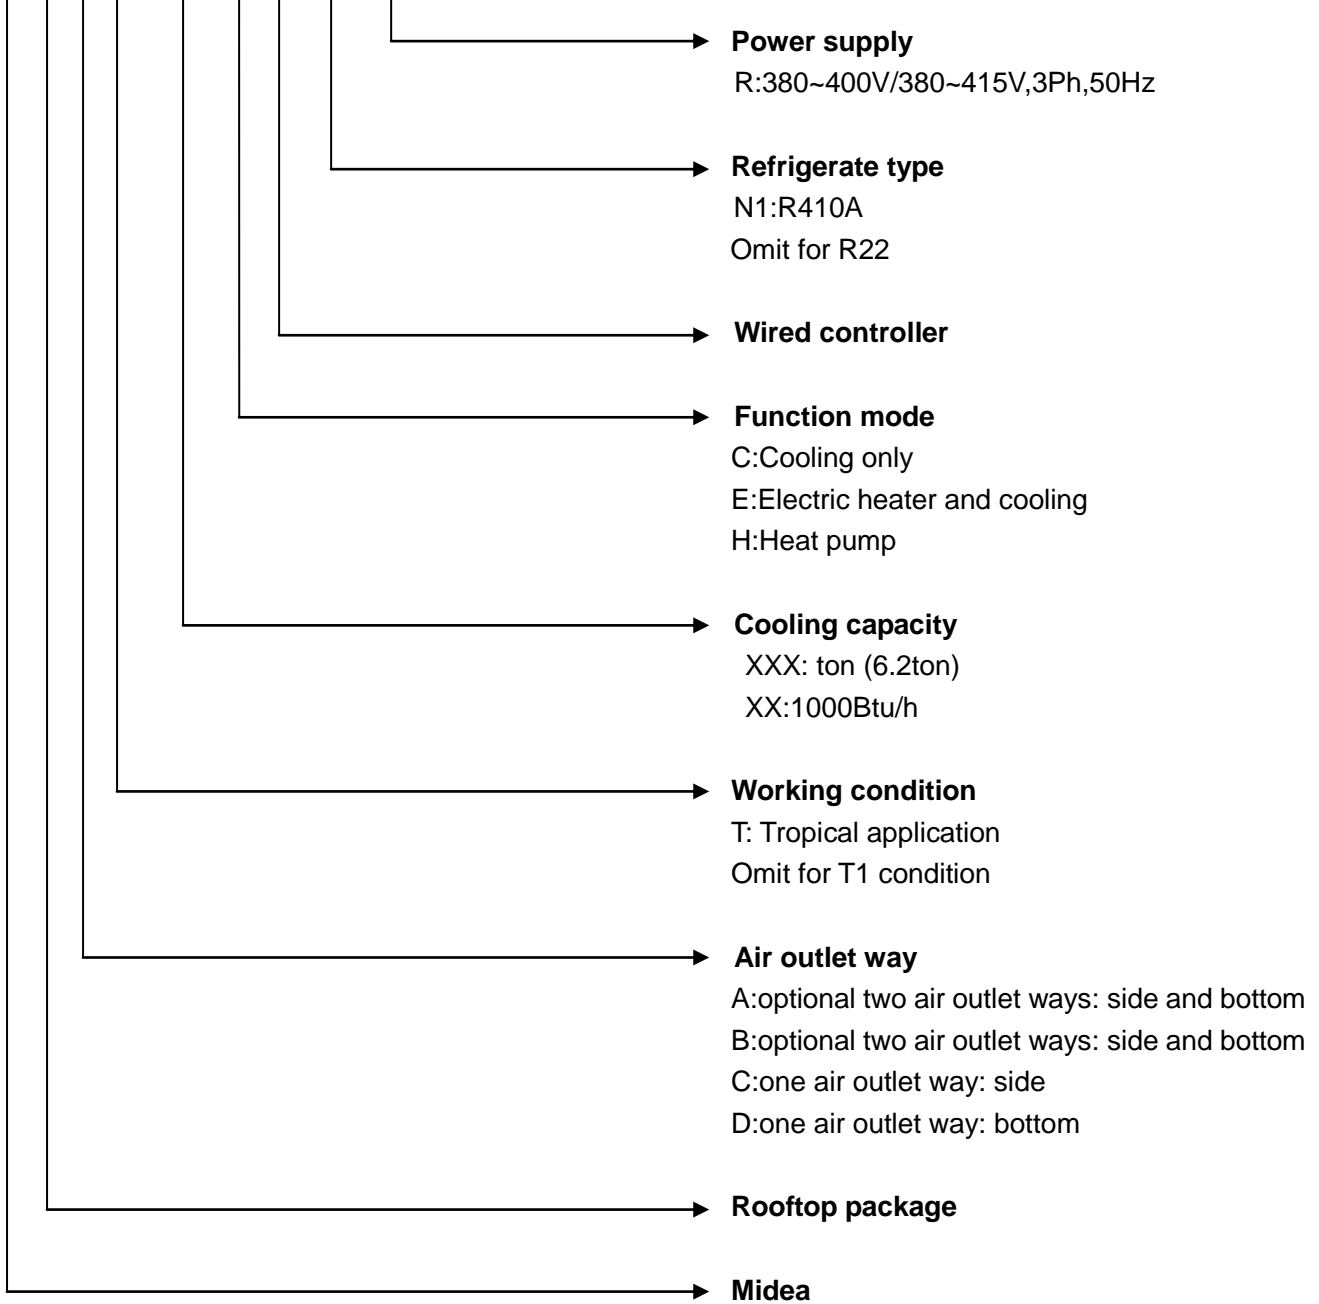 Power supply
R:380~400V/380~415V,3Ph,50Hz
Refrigerate type
N1:R410A
Omit for R22
Wired controller
Function mode
C:Cooling only
E:Electric heater and cooling
H:Heat pump
Cooling capacity
XXX: ton (6.2ton)
XX:1000Btu/h
Working condition
T: Tropical application
Omit for T1 condition
Air outlet way
A:optional two air outlet ways: side and bottom
B:optional two air outlet ways: side and bottom
C:one air outlet way: side
D:one air outlet way: bottom
Rooftop package
Midea